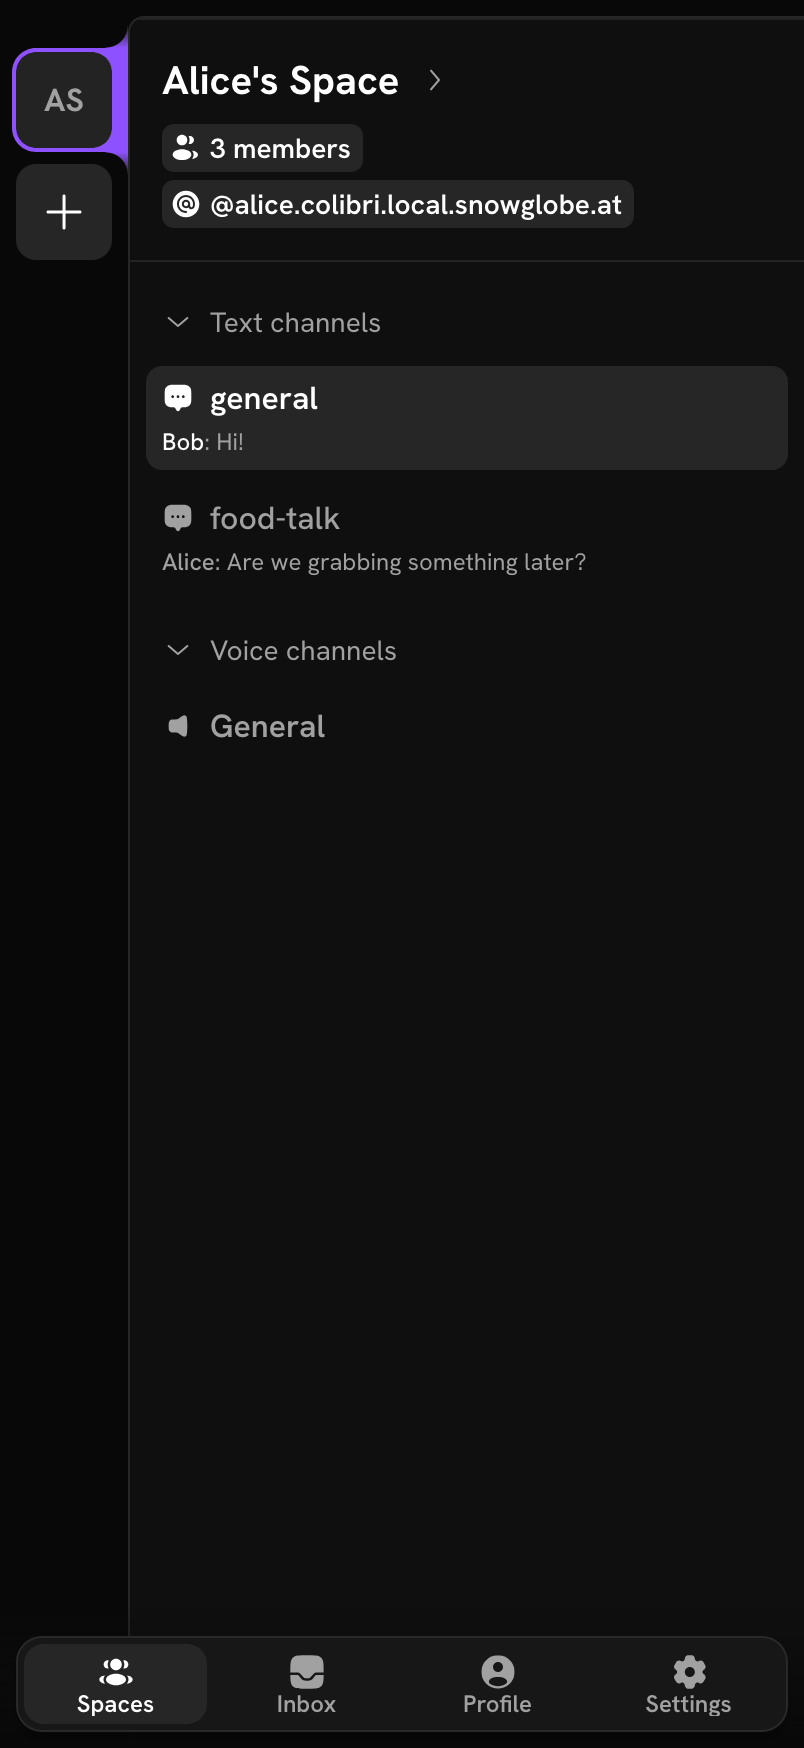 AS
Alice's Space
3 members
@alice.colibri.local.snowglobe.at
Text channels
general
Bob: Hi!
food-talk
Alice: Are we grabbing something later?
Voice channels
General
Spaces
Inbox
Profile
Settings